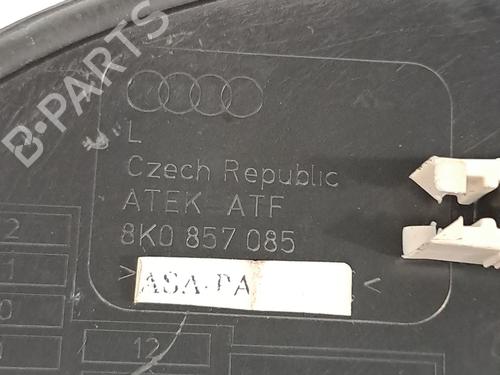 B-PARTS
L
Czech Republic
ATEK ATF
8K0 857 085
>ASA-PA <
2
1
0
12